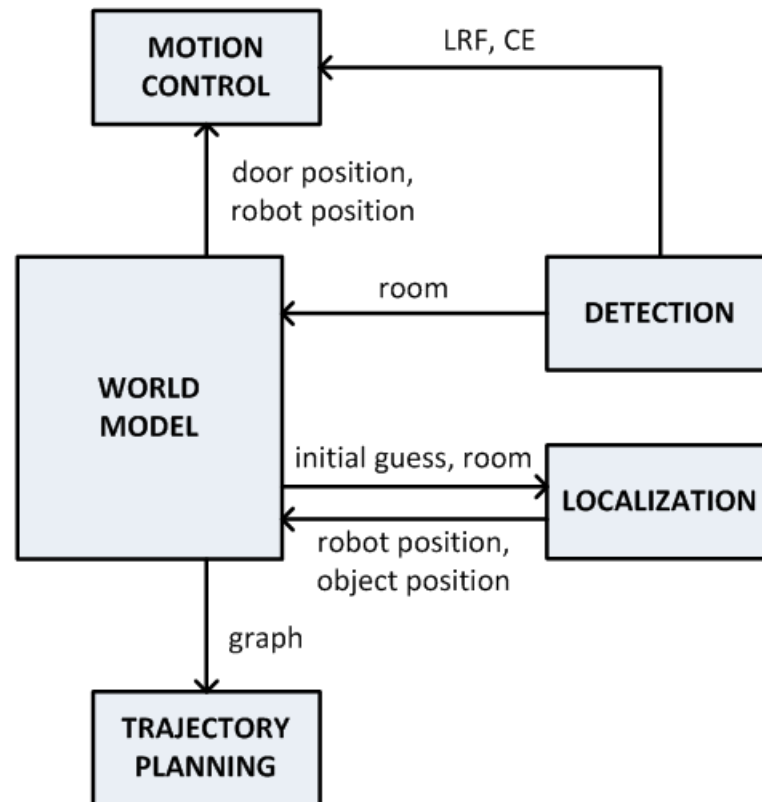 MOTION
CONTROL
LRF, CE
door position,
robot position
room
DETECTION
WORLD
MODEL
initial guess, room
LOCALIZATION
robot position,
object position
graph
TRAJECTORY
PLANNING